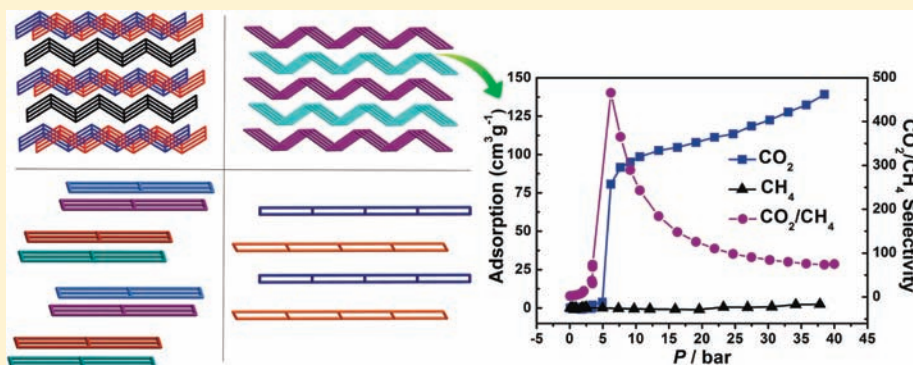 150
125
100
75
50
25
0
Adsorption (cm³ g⁻¹)
500
400
300
200
100
0
CO₂/CH₄ Selectivity
CO₂
CH₄
CO₂/CH₄
-5 0 5 10 15 20 25 30 35 40 45
P / bar